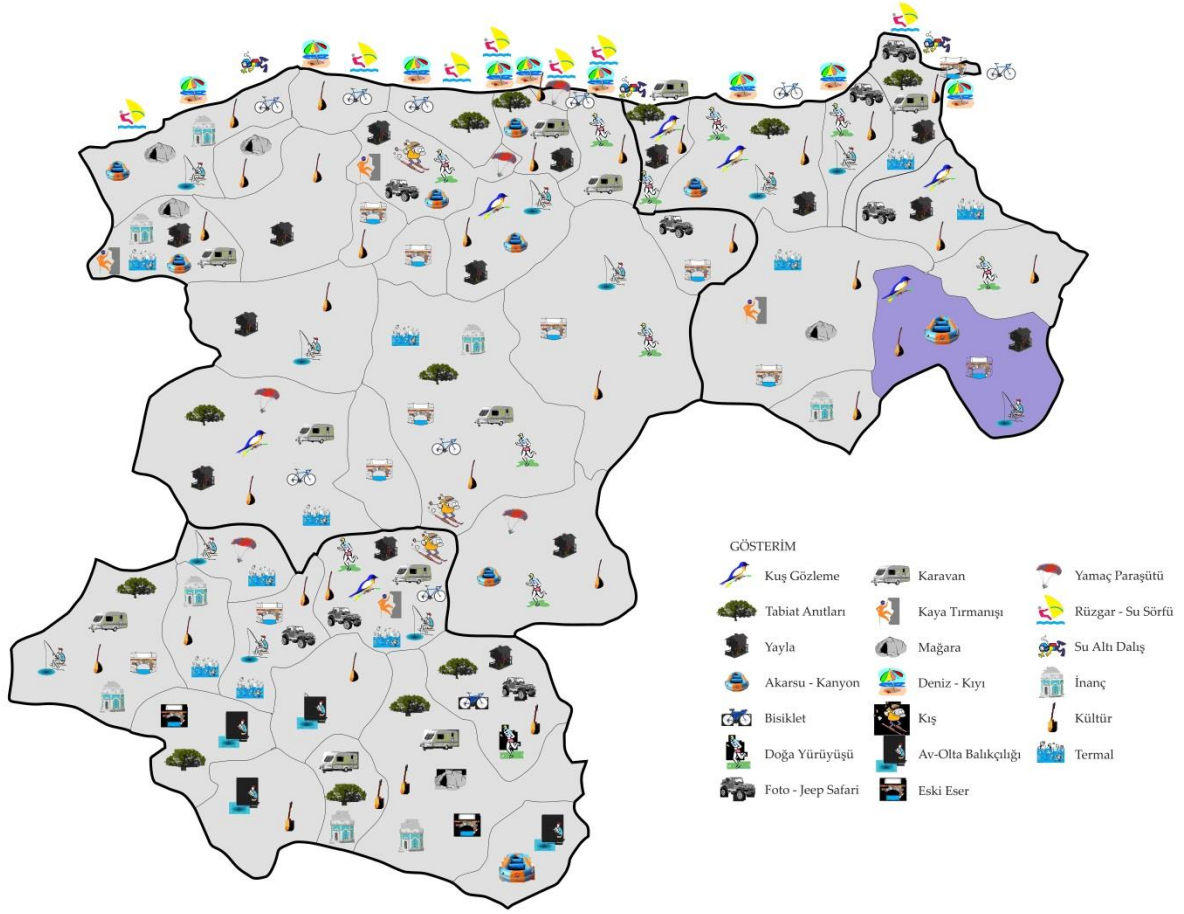 GÖSTERİM
Kuş Gözleme
Karavan
Yamaç Paraşütü
Tabiat Anıtları
Kaya Tırmanışı
Rüzgar - Su Sörfü
Yayla
Mağara
Su Altı Dalış
Akarsu - Kanyon
Deniz - Kıyı
İnanç
Bisiklet
Kış
Kültür
Doğa Yürüyüşü
Av-Olta Balıkçılığı
Termal
Foto - Jeep Safari
Eski Eser